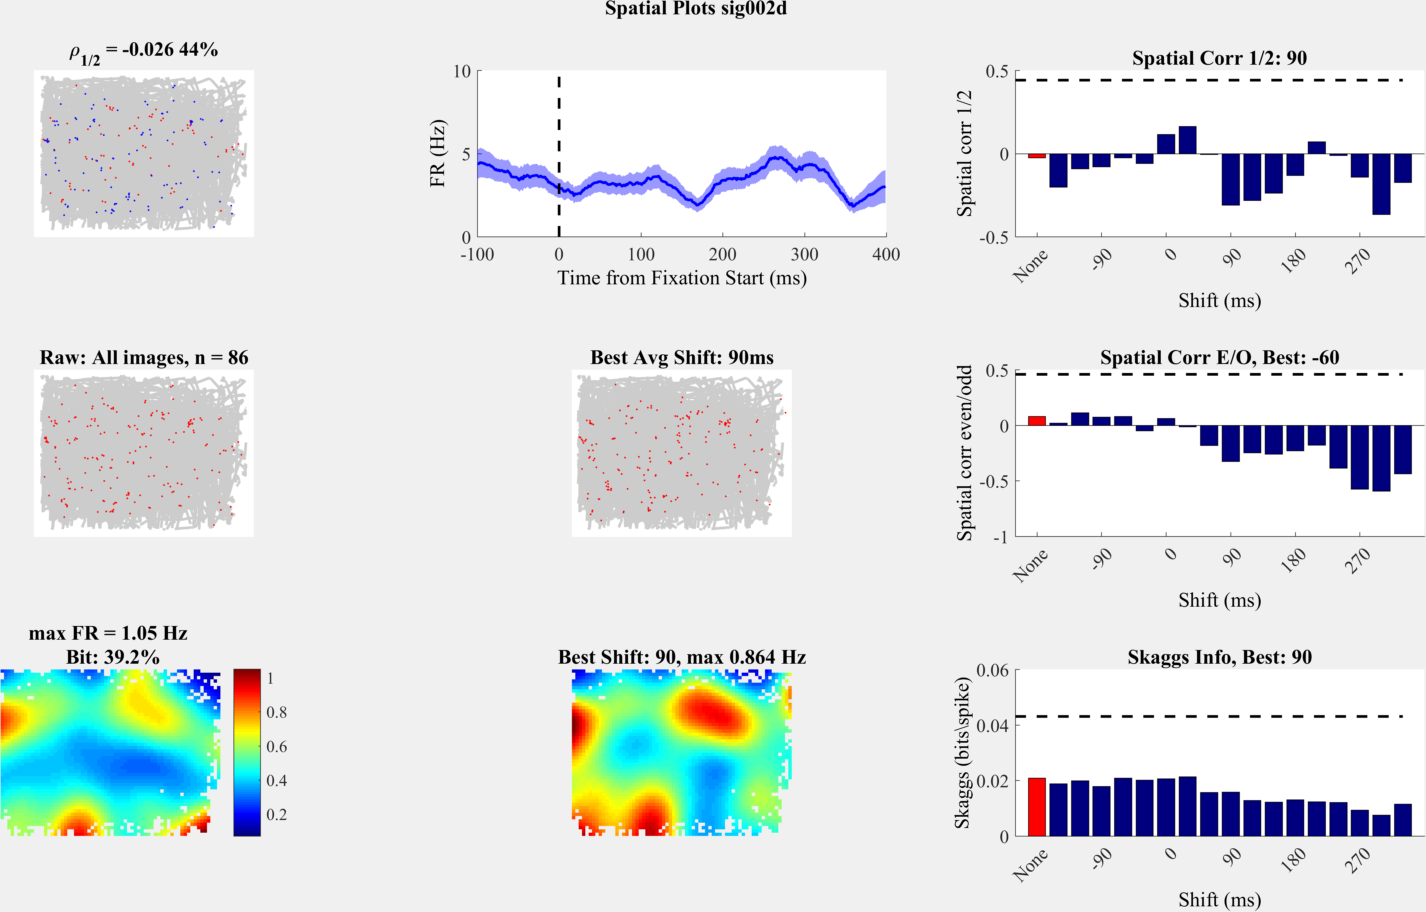 Spatial Plots sig002d
ρ1/2 = -0.026 44%
10
5
0
FR (Hz)
-100
0
100
200
300
400
Time from Fixation Start (ms)
Spatial Corr 1/2: 90
0.5
0
-0.5
Spatial corr 1/2
None
-90
0
90
180
270
Shift (ms)
Raw: All images, n = 86
Best Avg Shift: 90ms
Spatial Corr E/O, Best: -60
0.5
0
-0.5
-1
Spatial corr even/odd
None
-90
0
90
180
270
Shift (ms)
max FR = 1.05 Hz
Bit: 39.2%
1
0.8
0.6
0.4
0.2
Best Shift: 90, max 0.864 Hz
Skaggs Info, Best: 90
0.06
0.04
0.02
0
Skaggs (bits\spike)
None
-90
0
90
180
270
Shift (ms)